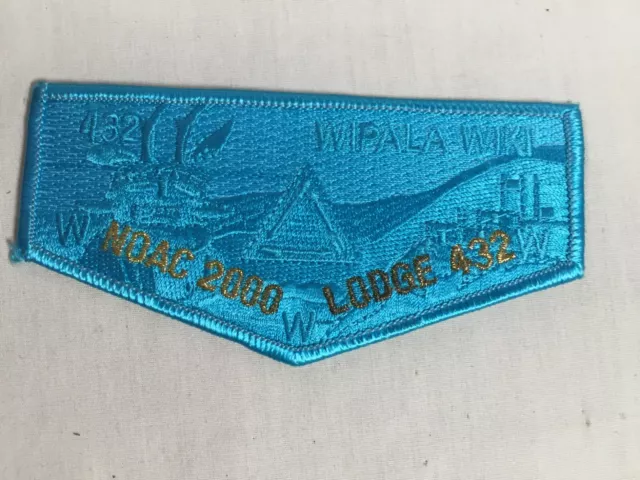 432 WIPALA WIKI
W W
NOAC 2000 LODGE 432
W